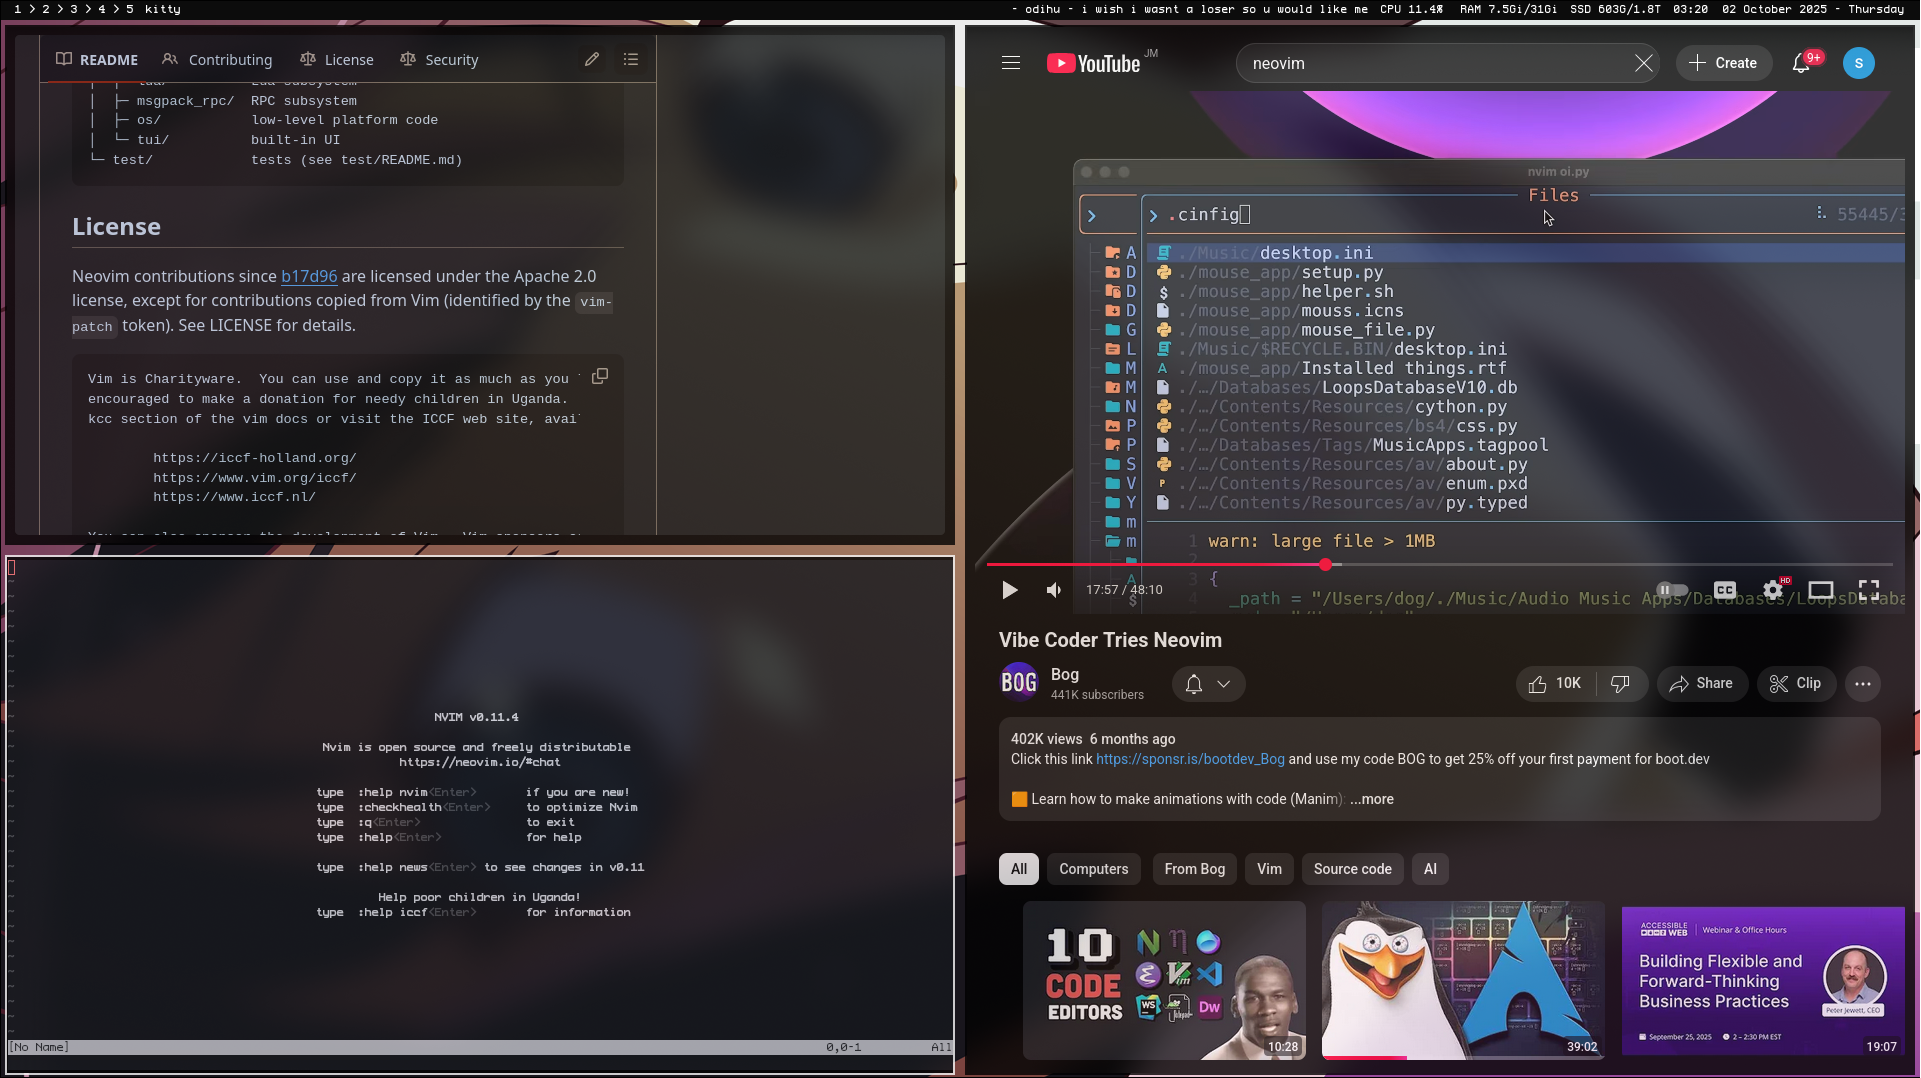 1 > 2 > 3 > 4 > 5 kitty
- odihu - i wish i wasnt a loser so u would like me CPU 11.4% RAM 7.5Gi/31Gi SSD 603G/1.8T 03:20 02 October 2025 - Thursday
README Contributing License Security
│ ├─ msgpack_rpc/ RPC subsystem
│ ├─ os/ low-level platform code
│ └─ tui/ built-in UI
└─ test/ tests (see test/README.md)
License
Neovim contributions since b17d96 are licensed under the Apache 2.0
license, except for contributions copied from Vim (identified by the vim-
patch token). See LICENSE for details.
Vim is Charityware. You can use and copy it as much as you
encouraged to make a donation for needy children in Uganda.
kcc section of the vim docs or visit the ICCF web site, avai
https://iccf-holland.org/
https://www.vim.org/iccf/
https://www.iccf.nl/
NVIM v0.11.4
Nvim is open source and freely distributable
https://neovim.io/#chat
type :help nvim<Enter> if you are new!
type :checkhealth<Enter> to optimize Nvim
type :q<Enter> to exit
type :help<Enter> for help
type :help news<Enter> to see changes in v0.11
Help poor children in Uganda!
type :help iccf<Enter> for information
[No Name] 0,0-1 All
YouTube JM
neovim
Create
9+
S
nvim oi.py
Files
> > .cinfig 55445/3
A ./Music/desktop.ini
D ./mouse_app/setup.py
D $ ./mouse_app/helper.sh
D ./mouse_app/mouss.icns
G ./mouse_app/mouse_file.py
L ./Music/$RECYCLE.BIN/desktop.ini
M ./mouse_app/Installed things.rtf
M ./…/Databases/LoopsDatabaseV10.db
N ./…/Contents/Resources/cython.py
P ./…/Contents/Resources/bs4/css.py
P ./…/Databases/Tags/MusicApps.tagpool
S ./…/Contents/Resources/av/about.py
V ./…/Contents/Resources/av/enum.pxd
Y ./…/Contents/Resources/av/py.typed
m
m 1 warn: large file > 1MB
2
A 3 {
$ 4 _path = "/Users/dog/./Music/Audio Music Apps/Databases/LoopsDataba
17:57 / 48:10
CC
HD
Vibe Coder Tries Neovim
BOG
Bog
441K subscribers
10K
Share
Clip
402K views 6 months ago
Click this link https://sponsr.is/bootdev_Bog and use my code BOG to get 25% off your first payment for boot.dev
Learn how to make animations with code (Manim): ...more
All Computers From Bog Vim Source code AI
10
CODE
EDITORS
WS
Dw
10:28
39:02
ACCESSIBLE WEB | Webinar & Office Hours
Building Flexible and
Forward-Thinking
Business Practices
Peter Jewett, CEO
September 25, 2025 2 – 2:30 PM EST
19:07